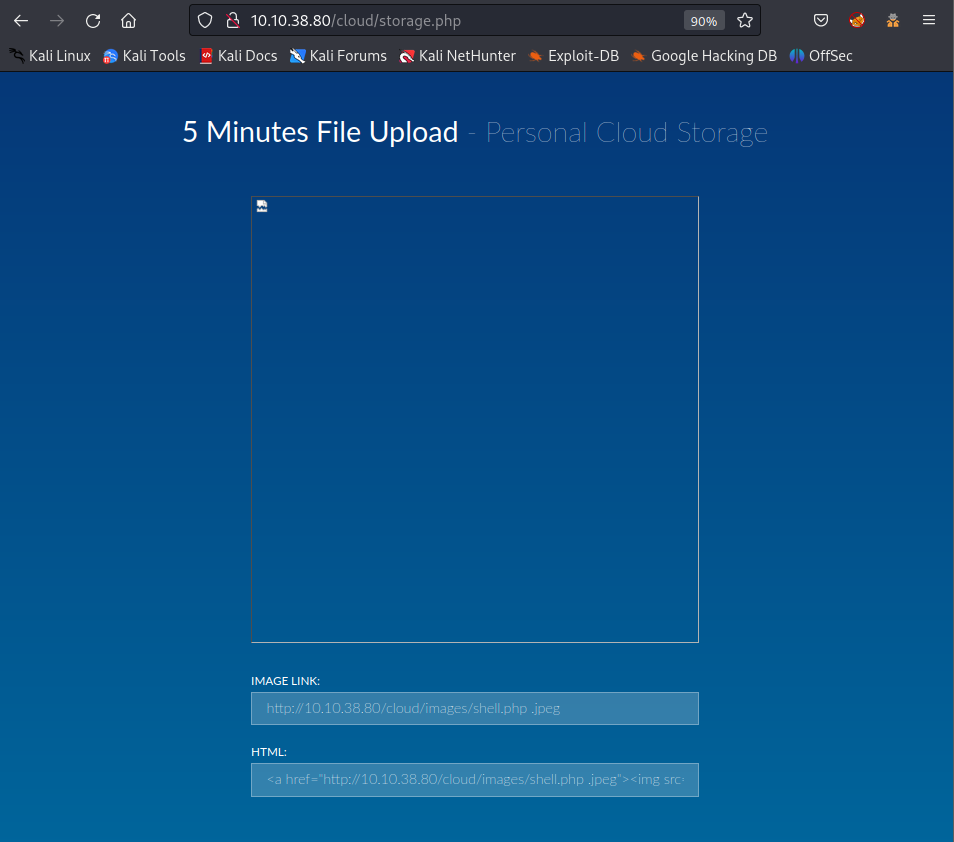 10.10.38.80/cloud/storage.php
90%
Kali Linux Kali Tools Kali Docs Kali Forums Kali NetHunter Exploit-DB Google Hacking DB OffSec
5 Minutes File Upload - Personal Cloud Storage
IMAGE LINK:
http://10.10.38.80/cloud/images/shell.php .jpeg
HTML:
<a href="http://10.10.38.80/cloud/images/shell.php .jpeg"><img src=